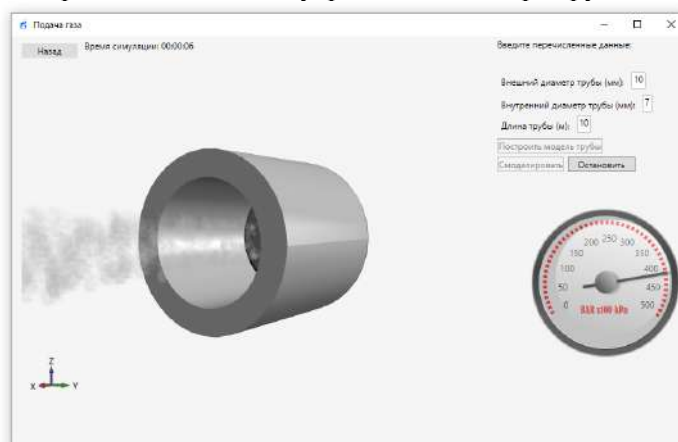 Подача газа
Назад
Время симуляции: 00:00:06
Введите перечисленные данные:
Внешний диаметр трубы (мм): 10
Внутренний диаметр трубы (мм): 7
Длина трубы (м): 10
Построить модель трубы
Смоделировать Остановить
0 50 100 150 200 250 300 350 400 450 500
BAR x100 kPa
Z
X Y